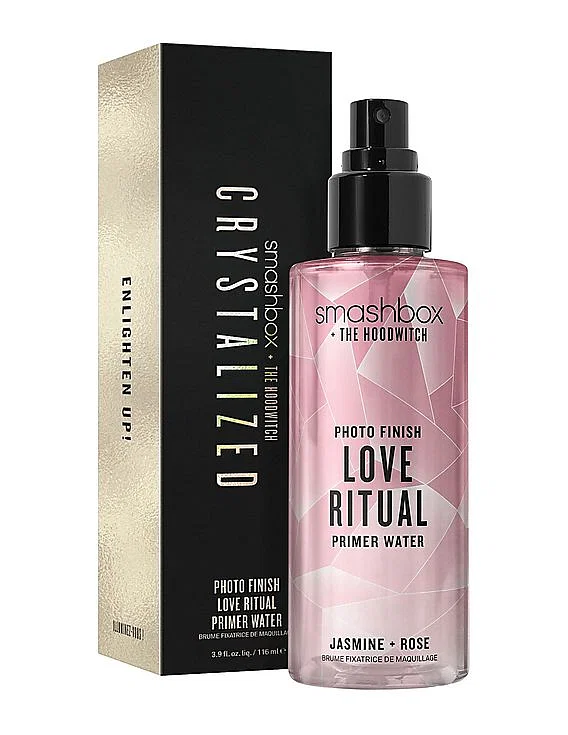 ENLIGHTEN UP!
ILLUMINEZ-VOUS !
CRYSTALIZED
smashbox + THE HOODWITCH
PHOTO FINISH
LOVE RITUAL
PRIMER WATER
BRUME FIXATRICE DE MAQUILLAGE
3.9 fl. oz. liq. / 116 ml e
smashbox
+ THE HOODWITCH
PHOTO FINISH
LOVE
RITUAL
PRIMER WATER
JASMINE + ROSE
BRUME FIXATRICE DE MAQUILLAGE